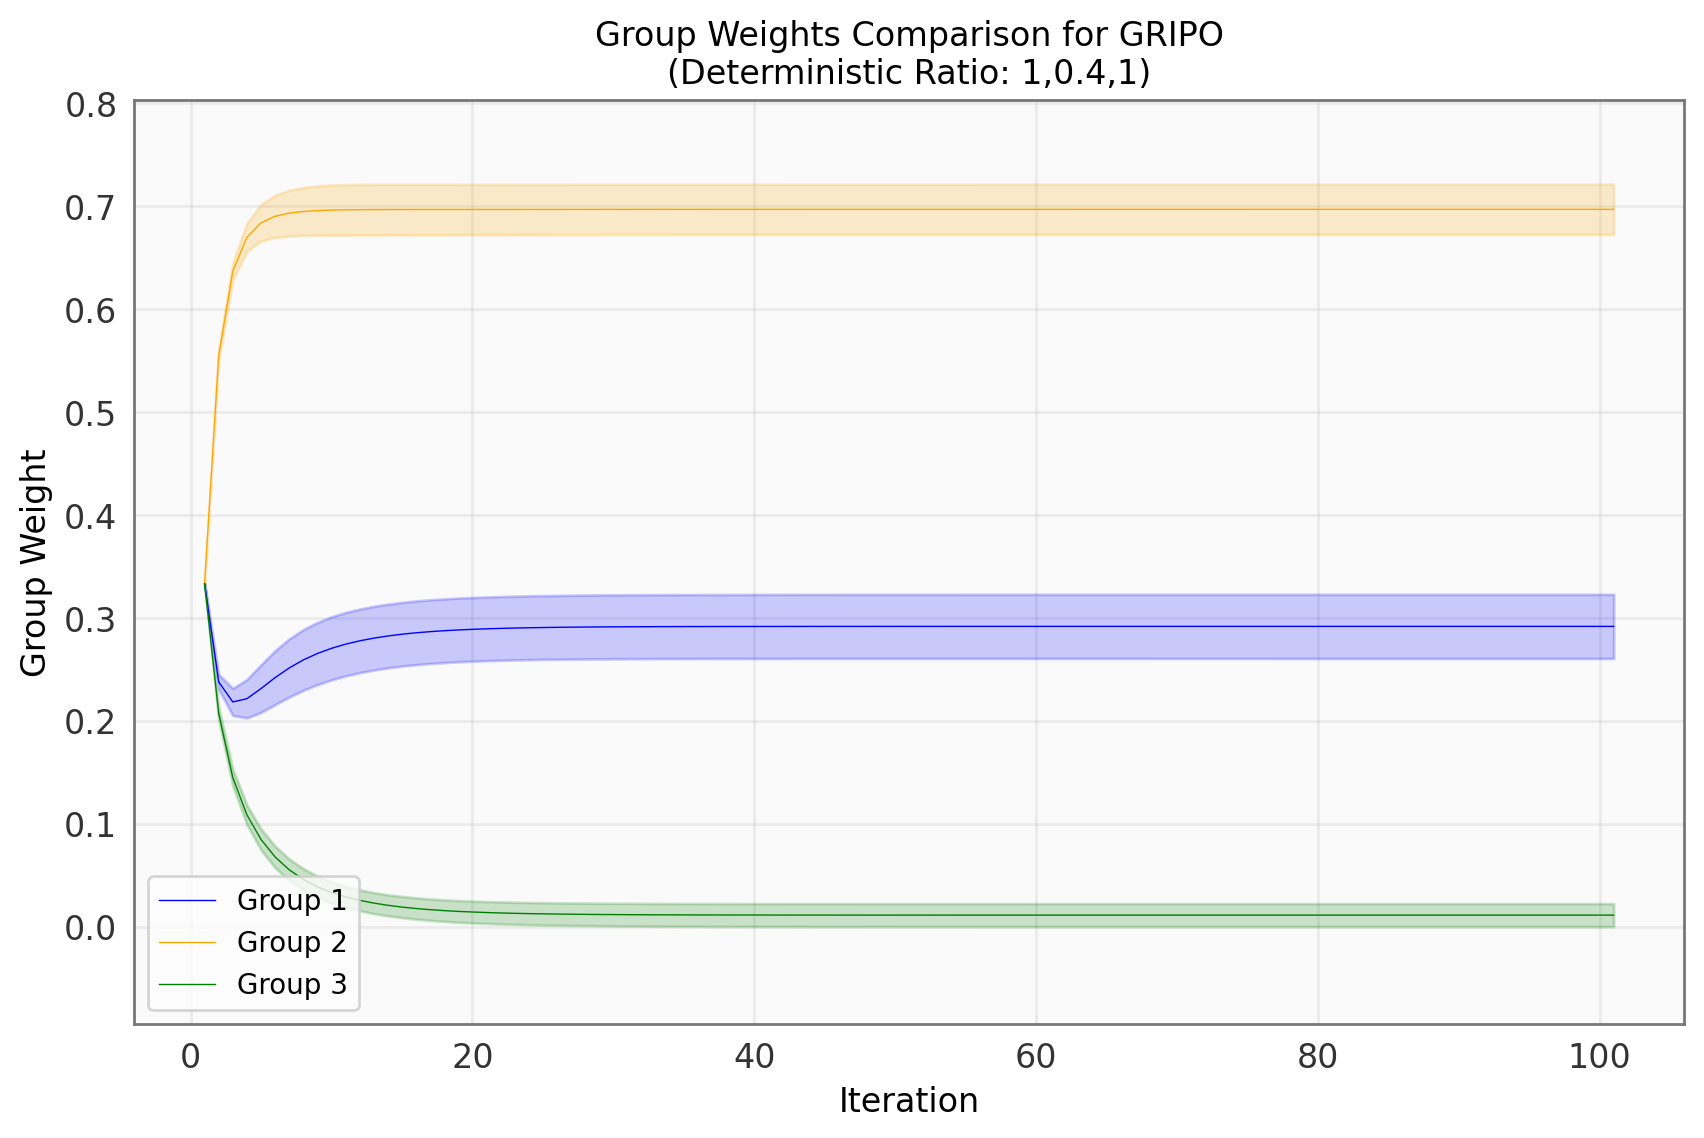 Group Weights Comparison for GRIPO
(Deterministic Ratio: 1,0.4,1)
0.8
0.7
0.6
0.5
0.4
0.3
0.2
0.1
0.0
Group Weight
Group 1
Group 2
Group 3
0 20 40 60 80 100
Iteration